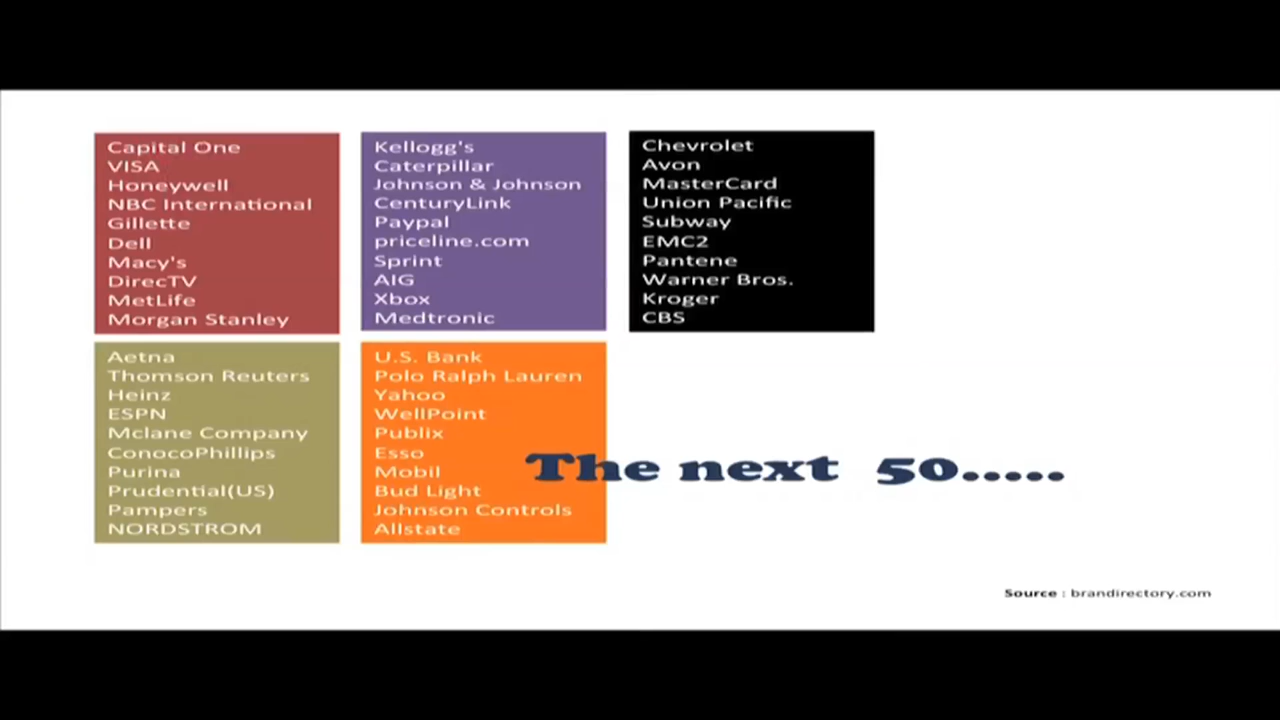 Capital One
VISA
Honeywell
NBC International
Gillette
Dell
Macy's
DirecTV
MetLife
Morgan Stanley
Kellogg's
Caterpillar
Johnson & Johnson
CenturyLink
Paypal
priceline.com
Sprint
AIG
Xbox
Medtronic
Chevrolet
Avon
MasterCard
Union Pacific
Subway
EMC2
Pantene
Warner Bros.
Kroger
CBS
Aetna
Thomson Reuters
Heinz
ESPN
Mclane Company
ConocoPhillips
Purina
Prudential(US)
Pampers
NORDSTROM
U.S. Bank
Polo Ralph Lauren
Yahoo
WellPoint
Publix
Esso
Mobil
Bud Light
Johnson Controls
Allstate
The next 50.....
Source : brandirectory.com